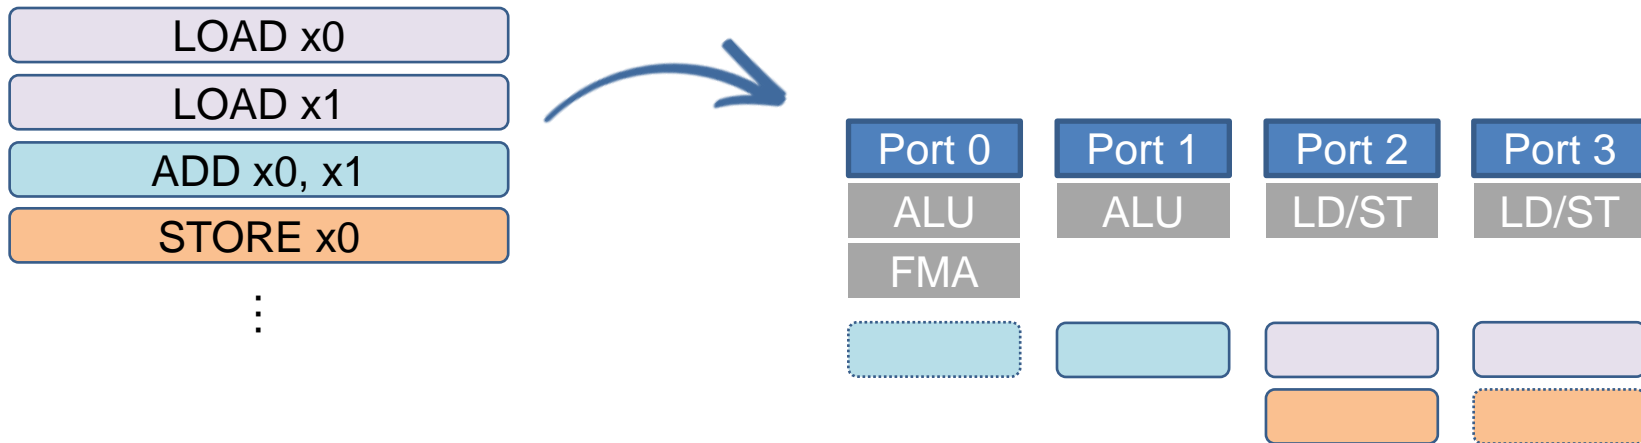 LOAD x0
LOAD x1
ADD x0, x1
STORE x0
⋮
Port 0 Port 1 Port 2 Port 3
ALU ALU LD/ST LD/ST
FMA